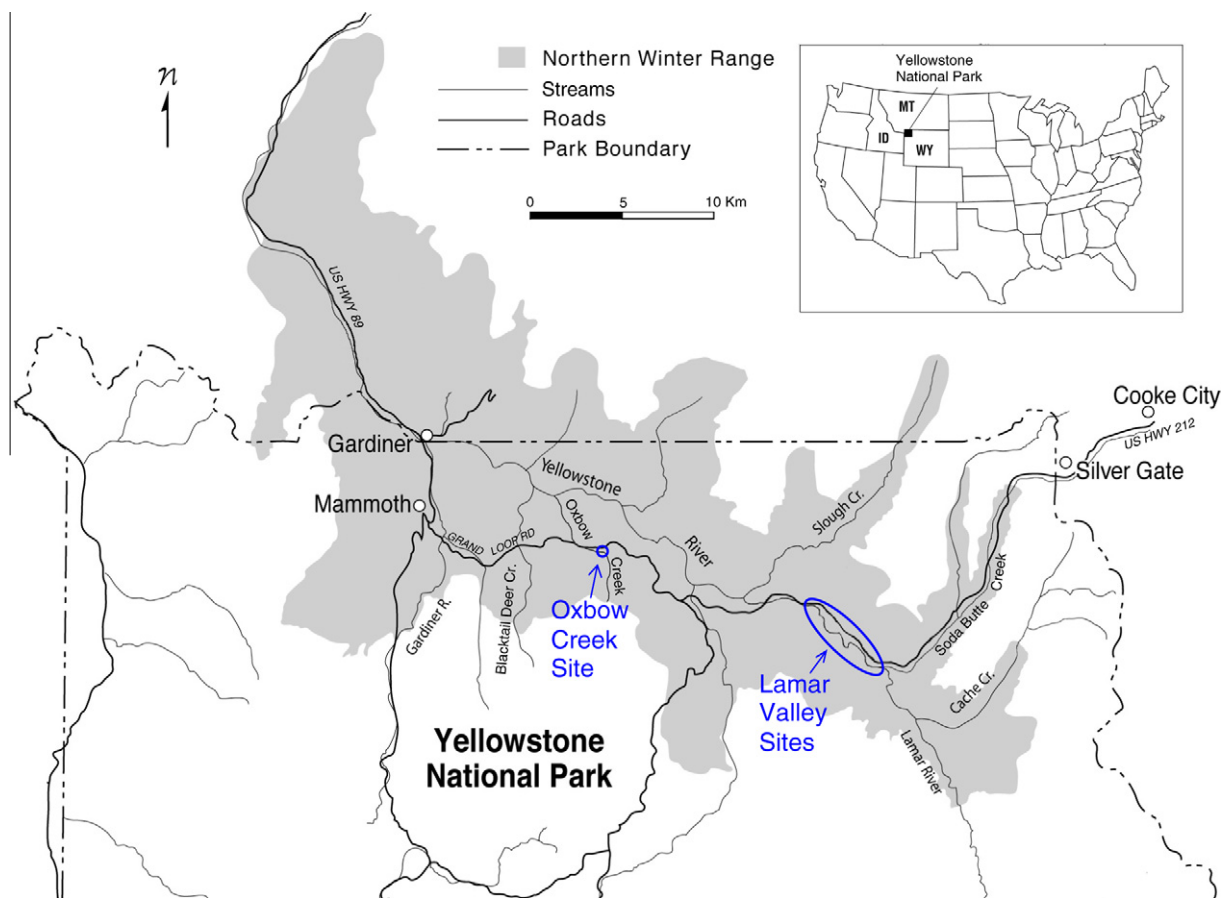 n
Northern Winter Range
Streams
Roads
Park Boundary
0 5 10 Km
Yellowstone
National Park
MT
ID
WY
US HWY 89
Cooke City
US HWY 212
Silver Gate
Gardiner
Mammoth
Yellowstone
River
Slough Cr.
Oxbow
Creek
GRAND LOOP RD
Gardiner R.
Blacktail Deer Cr.
Oxbow
Creek
Site
Soda Butte Creek
Cache Cr.
Lamar
Valley
Sites
Lamar River
Yellowstone
National Park